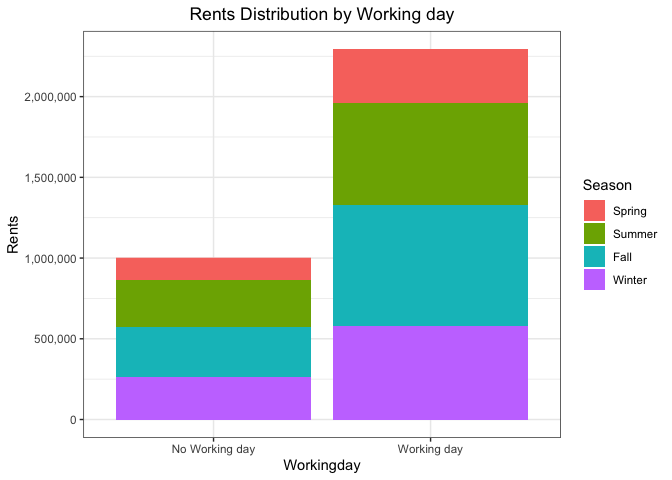 Rents Distribution by Working day
Rents
2,000,000
1,500,000
1,000,000
500,000
0
No Working day
Working day
Workingday
Season
Spring
Summer
Fall
Winter